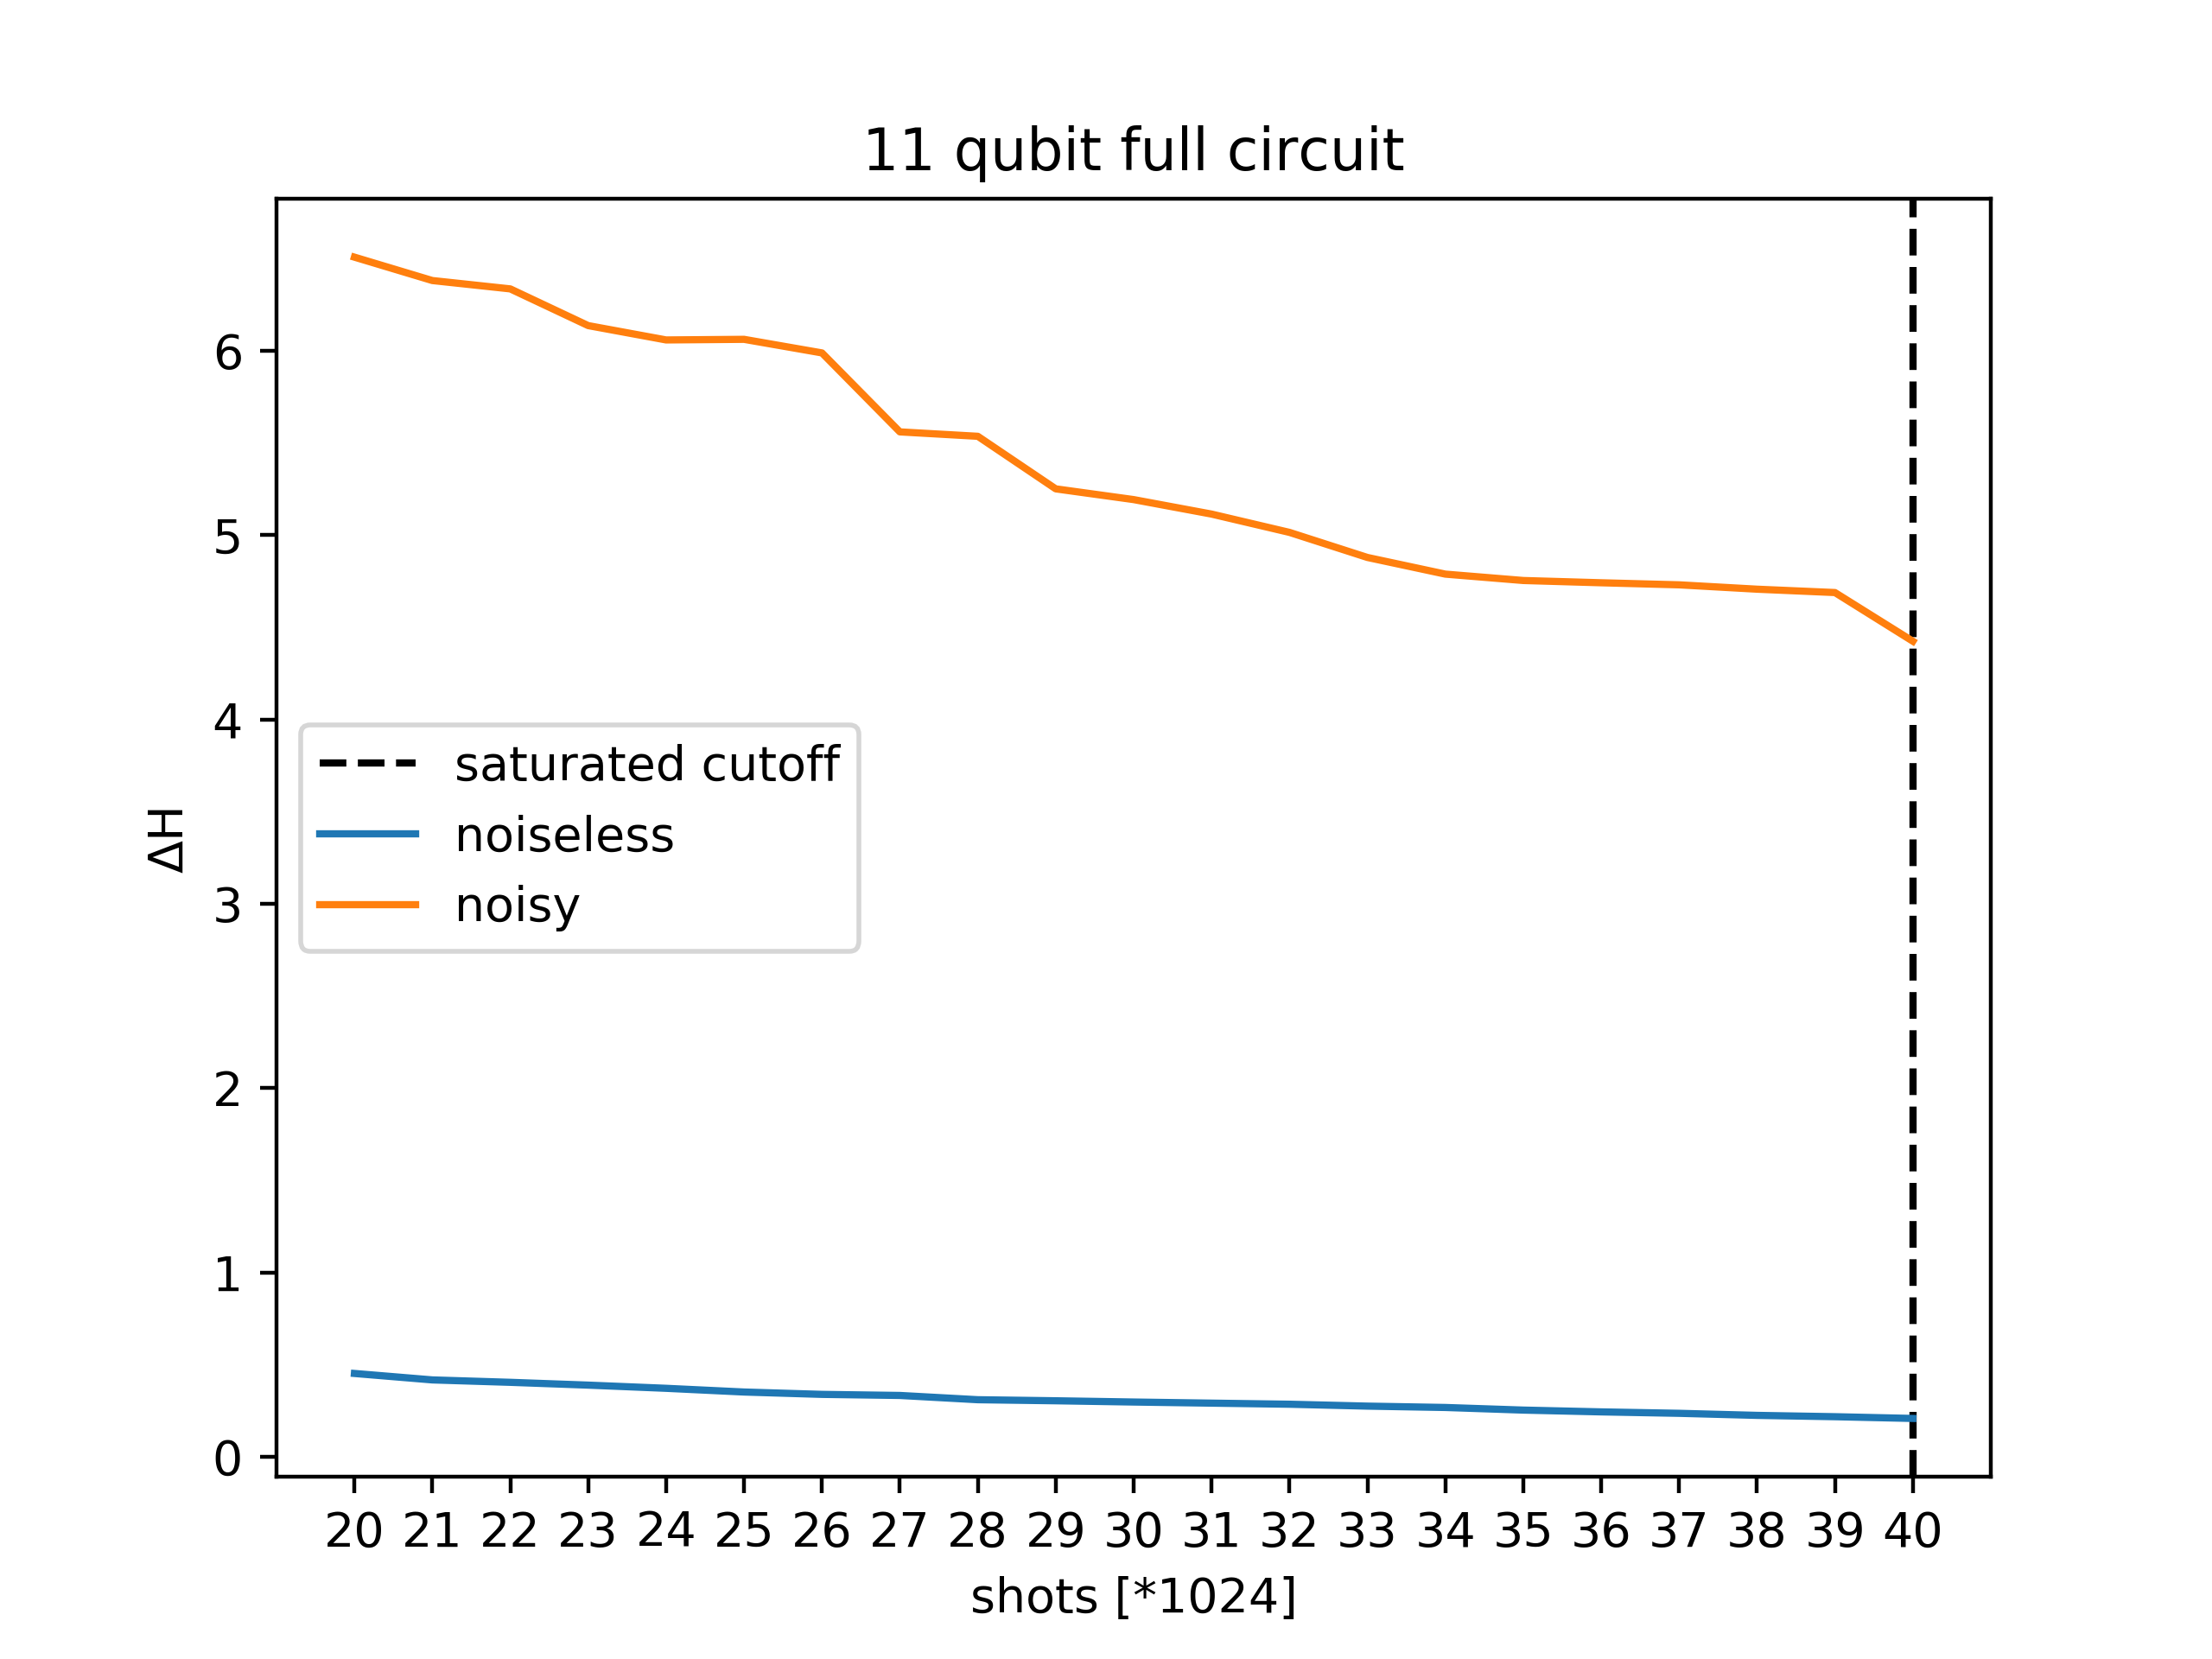 11 qubit full circuit
6
5
4
3
2
1
0
ΔH
saturated cutoff
noiseless
noisy
20 21 22 23 24 25 26 27 28 29 30 31 32 33 34 35 36 37 38 39 40
shots [*1024]